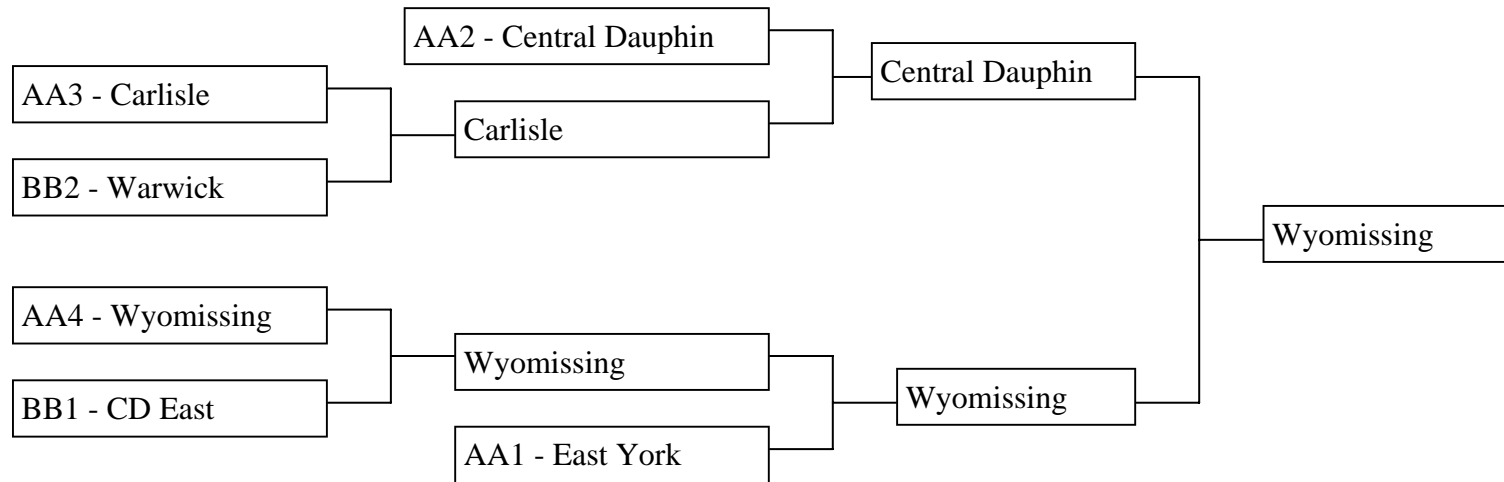 AA2 - Central Dauphin
Central Dauphin
AA3 - Carlisle
Carlisle
BB2 - Warwick
Wyomissing
AA4 - Wyomissing
Wyomissing
Wyomissing
BB1 - CD East
AA1 - East York